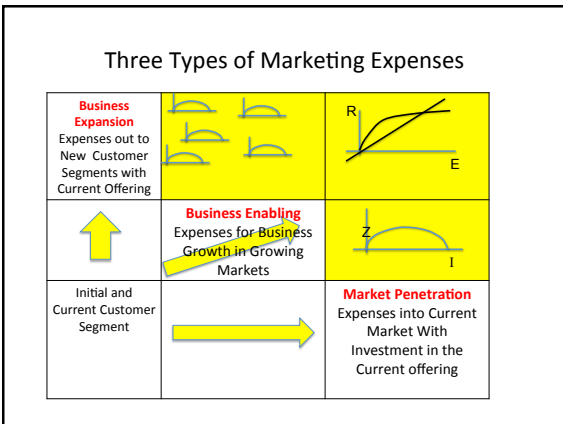 Three Types of Marketing Expenses
Business
Expansion
Expenses out to
New Customer
Segments with
Current Offering
R
E
Business Enabling
Expenses for Business
Growth in Growing
Markets
Z
I
Initial and
Current Customer
Segment
Market Penetration
Expenses into Current
Market With
Investment in the
Current offering